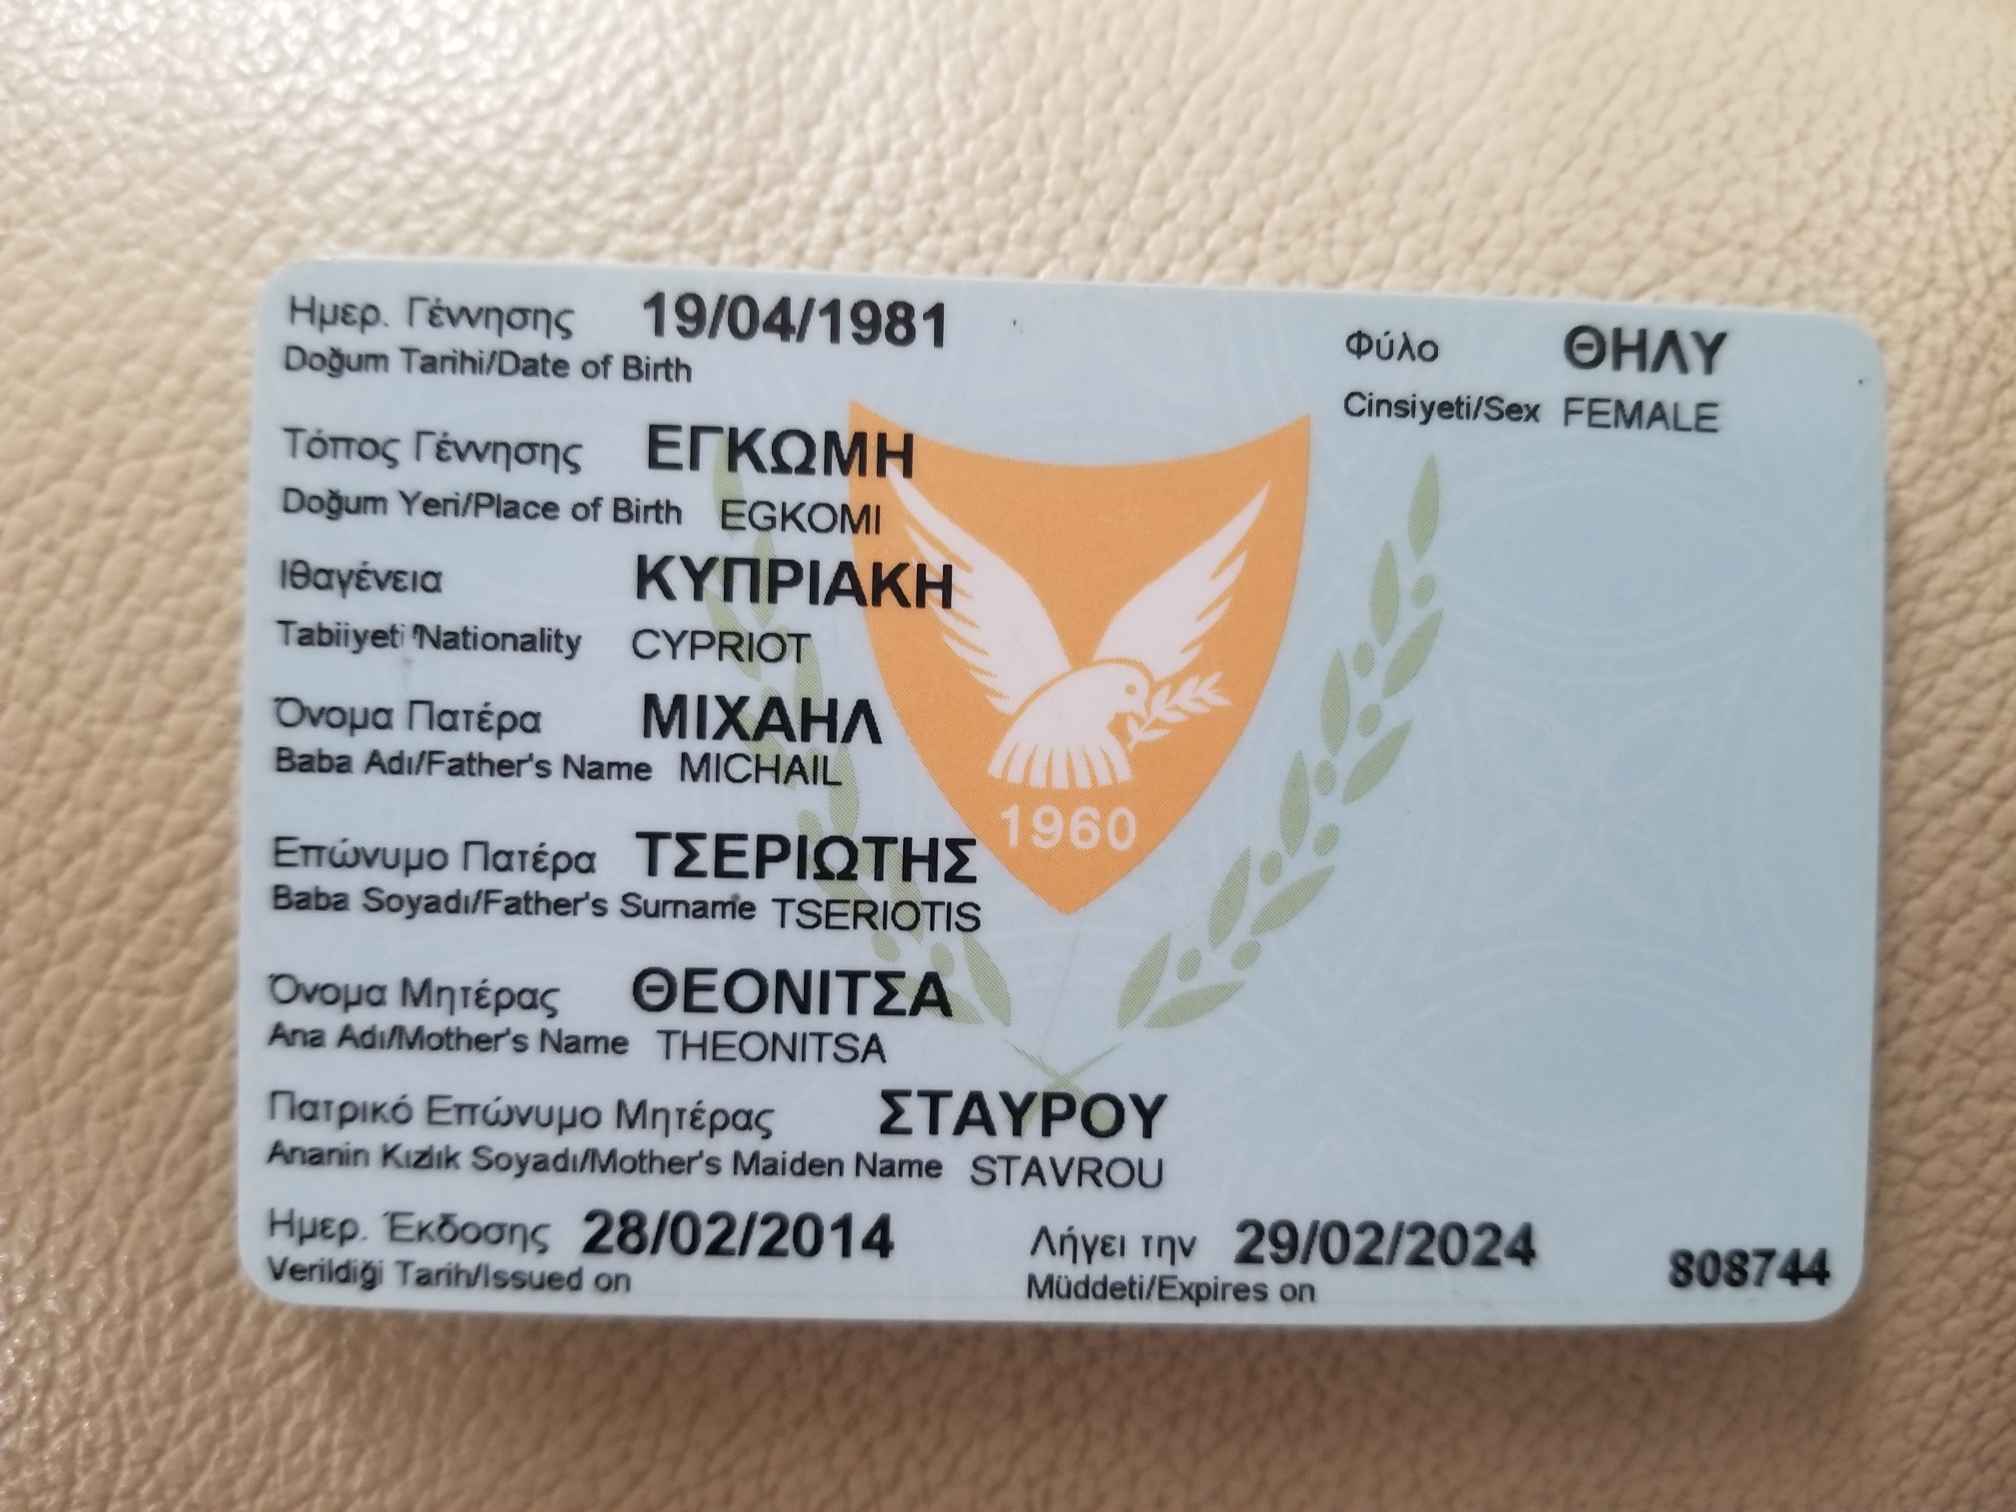 Ημερ. Γέννησης 19/04/1981
Doğum Tarihi/Date of Birth
Φύλο ΘΗΛΥ
Cinsiyeti/Sex FEMALE
Τόπος Γέννησης ΕΓΚΩΜΗ
Doğum Yeri/Place of Birth EGKOMI
Ιθαγένεια ΚΥΠΡΙΑΚΗ
Tabiiyeti/Nationality CYPRIOT
Όνομα Πατέρα ΜΙΧΑΗΛ
Baba Adı/Father's Name MICHAIL
1960
Επώνυμο Πατέρα ΤΣΕΡΙΩΤΗΣ
Baba Soyadı/Father's Surname TSERIOTIS
Όνομα Μητέρας ΘΕΟΝΙΤΣΑ
Ana Adı/Mother's Name THEONITSA
Πατρικό Επώνυμο Μητέρας ΣΤΑΥΡΟΥ
Ananin Kızlık Soyadı/Mother's Maiden Name STAVROU
Ημερ. Έκδοσης 28/02/2014 Λήγει την 29/02/2024 808744
Verildiği Tarih/Issued on Müddeti/Expires on